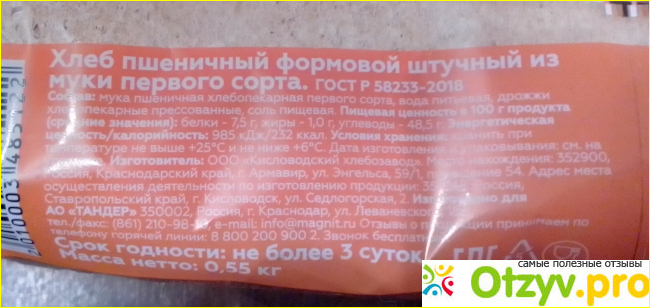 Хлеб пшеничный формовой штучный из
муки первого сорта. ГОСТ Р 58233-2018
Состав: мука пшеничная хлебопекарная первого сорта, вода питьевая, дрожжи
хлебопекарные прессованные, соль пищевая. Пищевая ценность в 100 г продукта
(средние значения): белки - 7,5 г, жиры - 1,0 г, углеводы - 48,5 г. Энергетическая
ценность/калорийность: 985 кДж/232 ккал. Условия хранения: хранить при
температуре не выше +25°С и не ниже +6°С. Дата изготовления и упаковывания: см. на
Изготовитель: ООО «Кисловодский хлебозавод». Место нахождения: 352900,
Россия, Краснодарский край, г. Армавир, ул. Энгельса, 59/1, помещение 54. Адрес места
осуществления деятельности по изготовлению продукции: Россия,
Ставропольский край, г. Кисловодск, ул. Седлогорская, 2. Изготовлено для
АО «ТАНДЕР» 350002, Россия, г. Краснодар, ул. Леваневского
тел./факс: (861) 210-98- e-mail: info@magnit.ru Отзывы о продукции принимаем по
телефону горячей линии: 8 800 200 900 2. Звонок бесплатный
Срок годности: не более 3 суток.
Масса нетто: 0,55 кг
самые полезные отзывы
Otzyv.pro